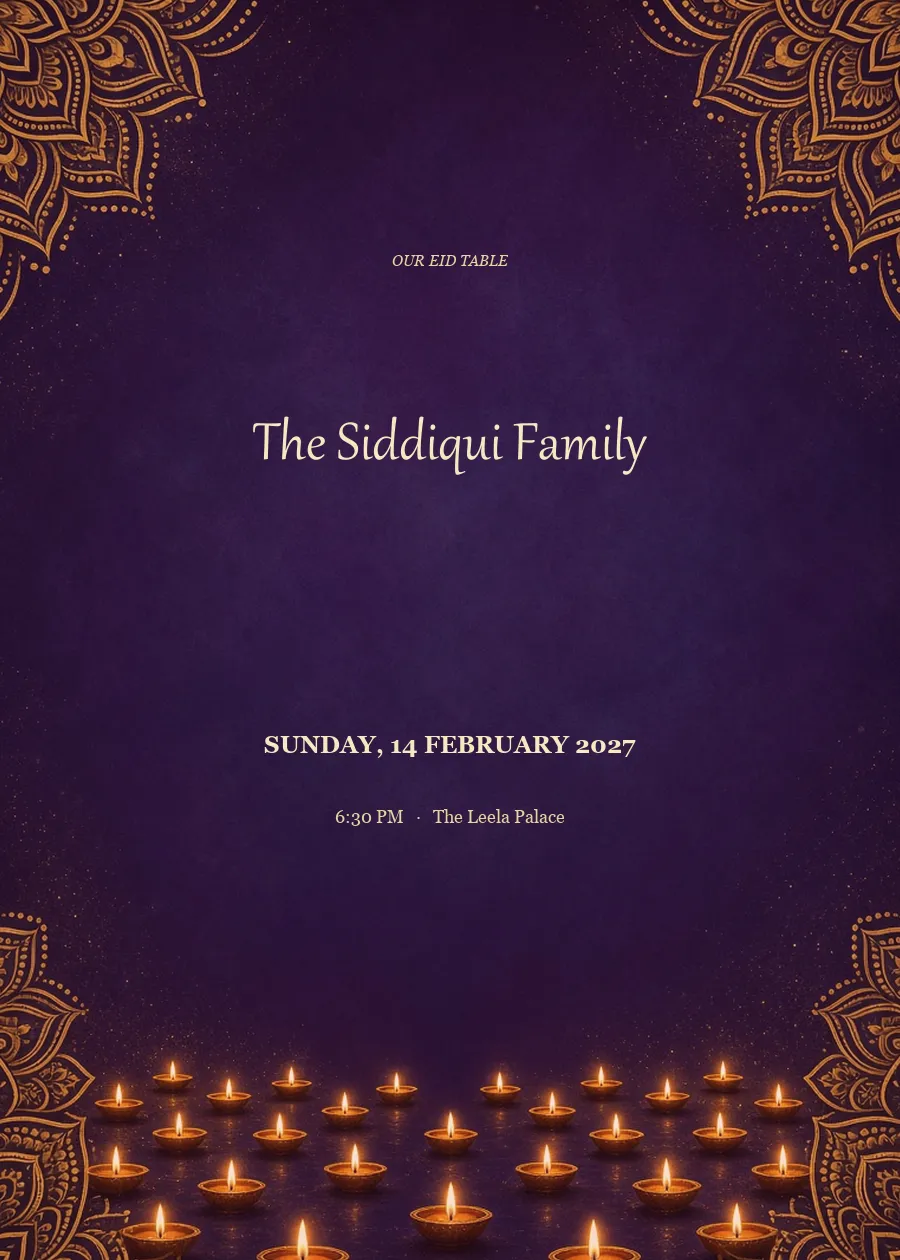 OUR EID TABLE
The Siddiqui Family
SUNDAY, 14 FEBRUARY 2027
6:30 PM · The Leela Palace